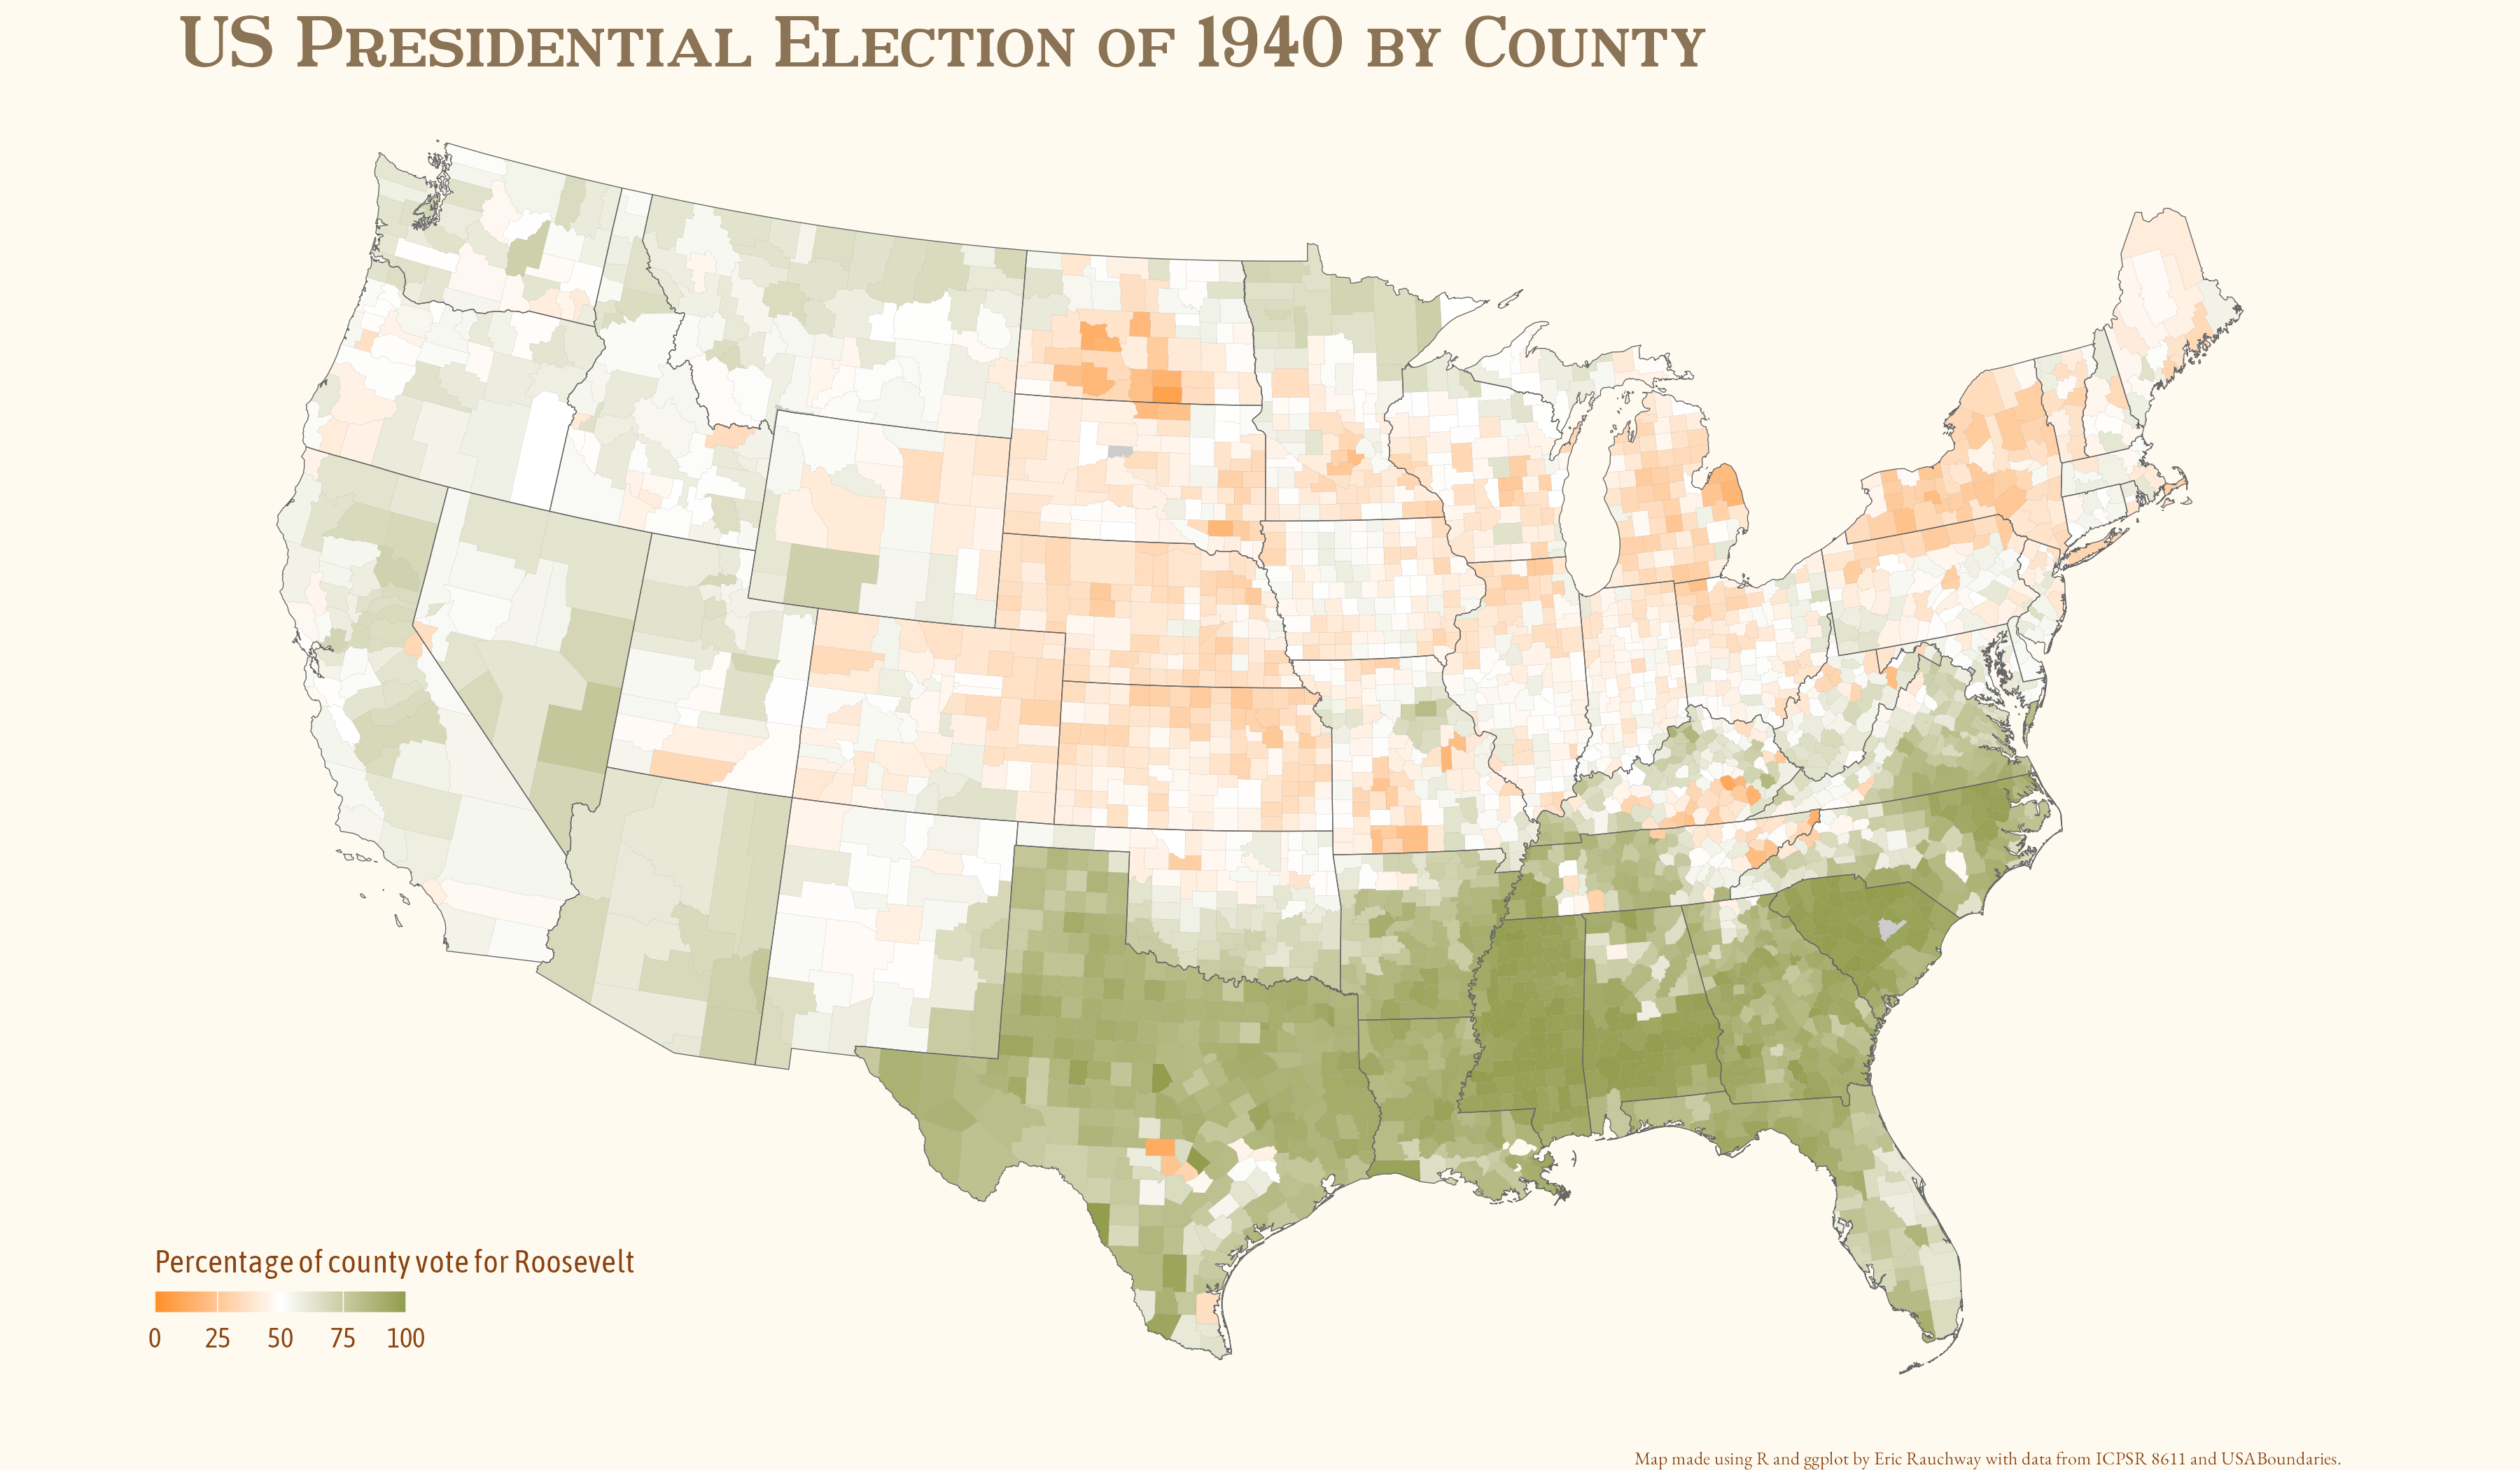 US Presidential Election of 1940 by County
Percentage of county vote for Roosevelt
0 25 50 75 100
Map made using R and ggplot by Eric Rauchway with data from ICPSR 8611 and USABoundaries.